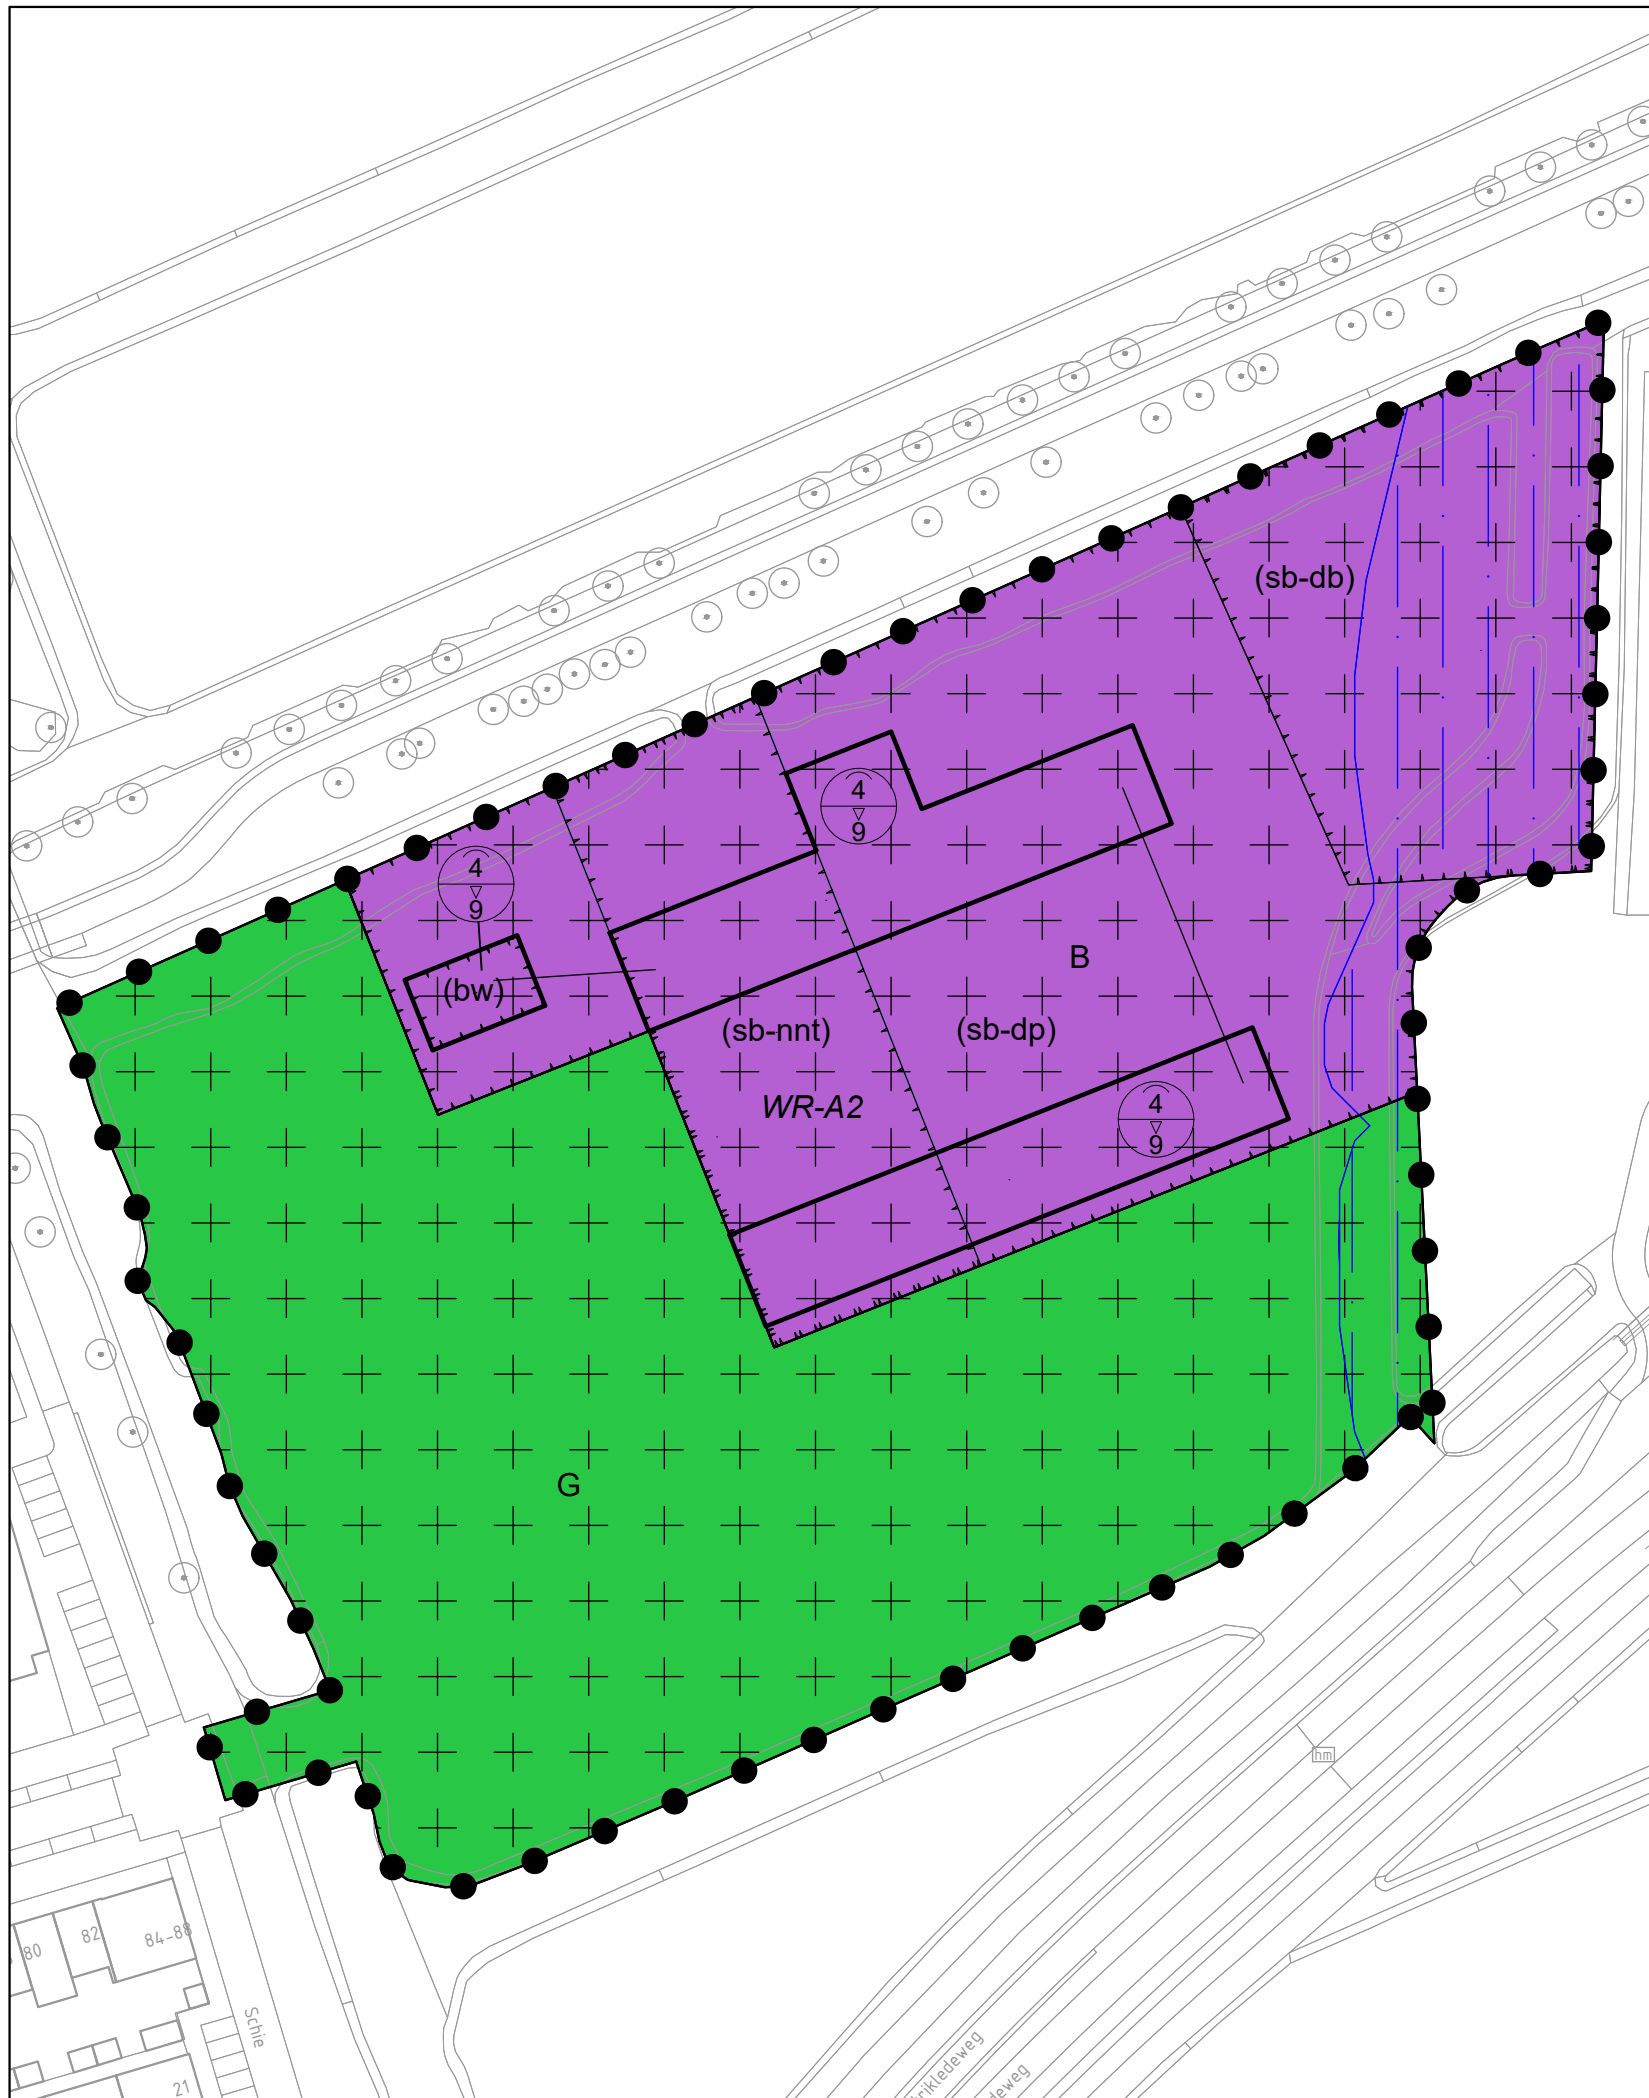 (sb-db)
4
9
4
9
(bw)
B
(sb-nnt)
(sb-dp)
WR-A2
4
9
G
hm
80
82
84-88
Schie
21